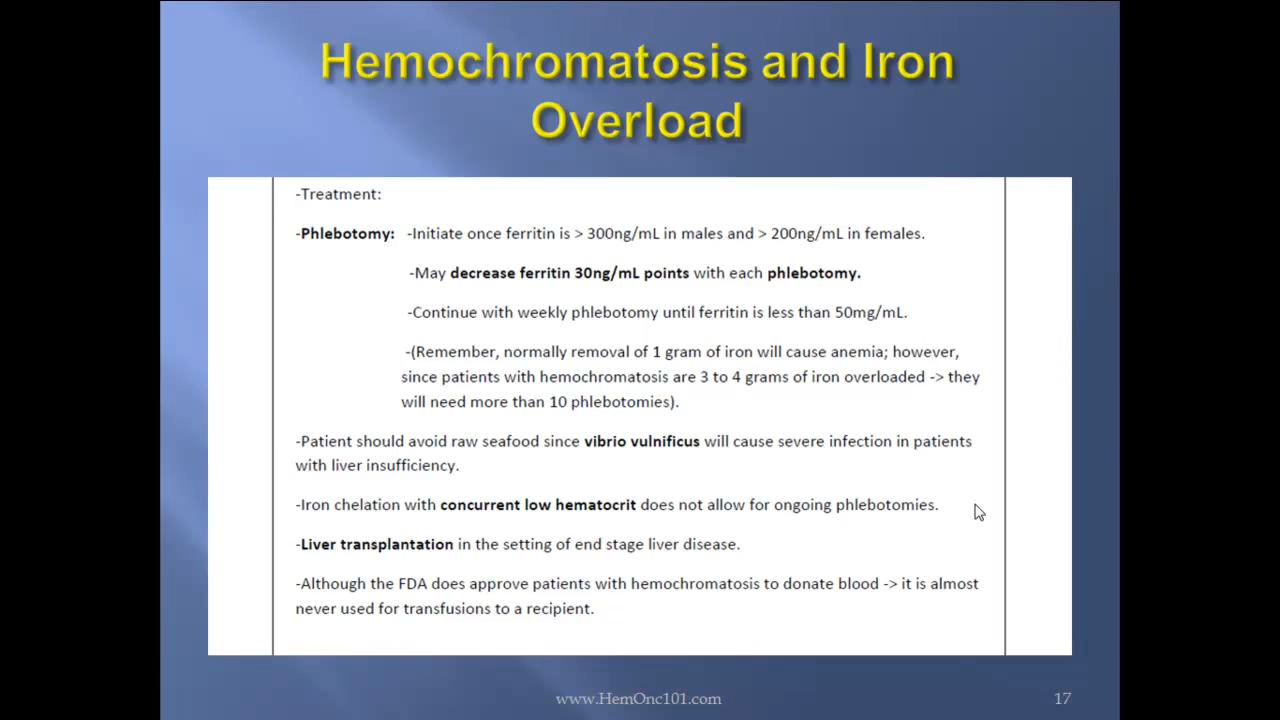 Hemochromatosis and Iron
Overload
-Treatment:
-Phlebotomy: -Initiate once ferritin is > 300ng/mL in males and > 200ng/mL in females.
-May decrease ferritin 30ng/mL points with each phlebotomy.
-Continue with weekly phlebotomy until ferritin is less than 50mg/mL.
-(Remember, normally removal of 1 gram of iron will cause anemia; however,
since patients with hemochromatosis are 3 to 4 grams of iron overloaded -> they
will need more than 10 phlebotomies).
-Patient should avoid raw seafood since vibrio vulnificus will cause severe infection in patients
with liver insufficiency.
-Iron chelation with concurrent low hematocrit does not allow for ongoing phlebotomies.
-Liver transplantation in the setting of end stage liver disease.
-Although the FDA does approve patients with hemochromatosis to donate blood -> it is almost
never used for transfusions to a recipient.
www.HemOnc101.com 17